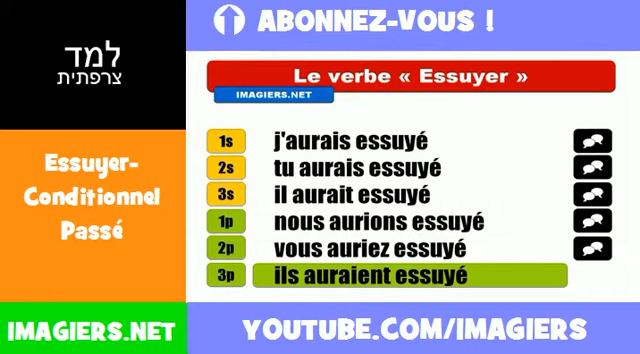 למד
צרפתית
Essuyer-
Conditionnel
Passé
IMAGIERS.NET
ABONNEZ-VOUS !
Le verbe « Essuyer »
IMAGIERS.NET
1s j'aurais essuyé
2s tu aurais essuyé
3s il aurait essuyé
1p nous aurions essuyé
2p vous auriez essuyé
3p ils auraient essuyé
YOUTUBE.COM/IMAGIERS